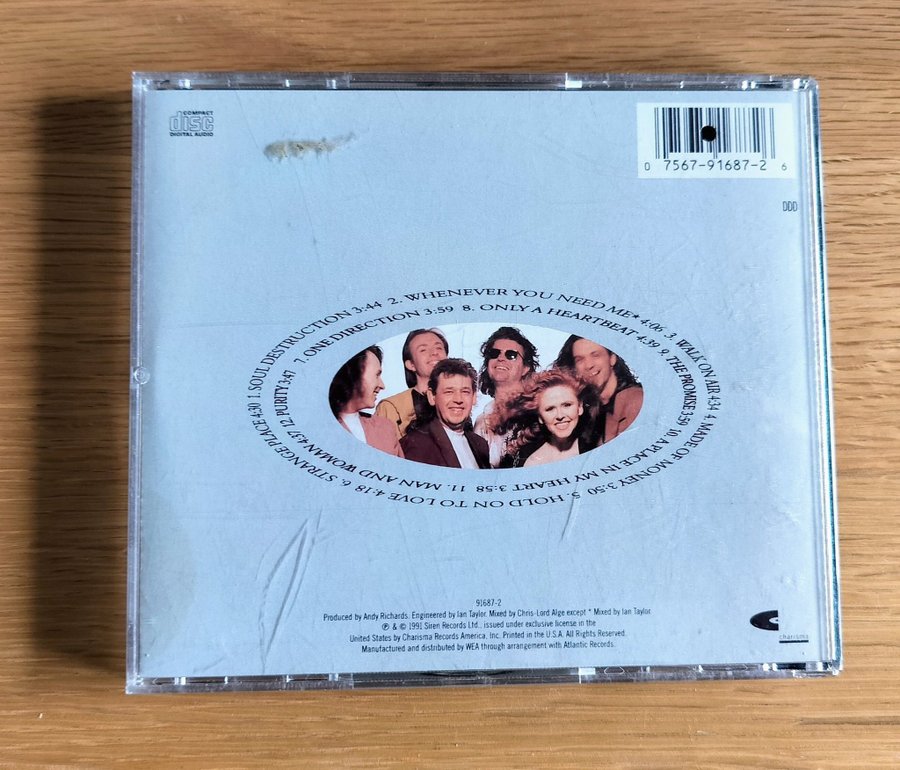 COMPACT
disc
DIGITAL AUDIO
0 7567-91687-2 6
DDD
1. SOUL DESTRUCTION 3:44 2. WHENEVER YOU NEED ME* 4:06 3. WALK ON AIR 4:34 4. MADE OF MONEY 3:50 5. HOLD ON TO LOVE 4:18 6. STRANGE PLACE 4:30
7. ONE DIRECTION 3:59 8. ONLY A HEARTBEAT 4:39 9. THE PROMISE 3:59 10. A PLACE IN MY HEART 3:58 11. MAN AND WOMAN 4:37 12. PURITY 3:47
91687-2
Produced by Andy Richards. Engineered by Ian Taylor. Mixed by Chris-Lord Alge except * Mixed by Ian Taylor
℗ & © 1991 Siren Records Ltd., issued under exclusive license in the
United States by Charisma Records America, Inc. Printed in the U.S.A. All Rights Reserved.
Manufactured and distributed by WEA through arrangement with Atlantic Records.
charisma